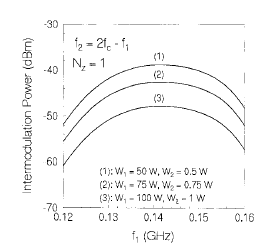 -30
-40
-50
-60
-70
Intermodulation Power (dBm)
f₂ = 2f_c - f₁
N_z = 1
(1)
(2)
(3)
(1): W₁ = 50 W, W₂ = 0.5 W
(2): W₁ = 75 W, W₂ = 0.75 W
(3): W₁ = 100 W, W₂ = 1 W
0.12 0.13 0.14 0.15 0.16
f₁ (GHz)